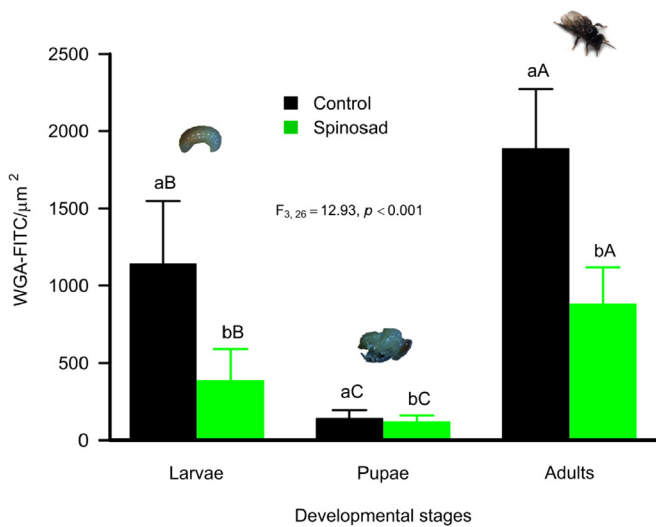 2500
2000
1500
1000
500
0
WGA-FITC/µm²
Control
Spinosad
F3, 26 = 12.93, p < 0.001
aB
bB
aC
bC
aA
bA
Larvae
Pupae
Adults
Developmental stages